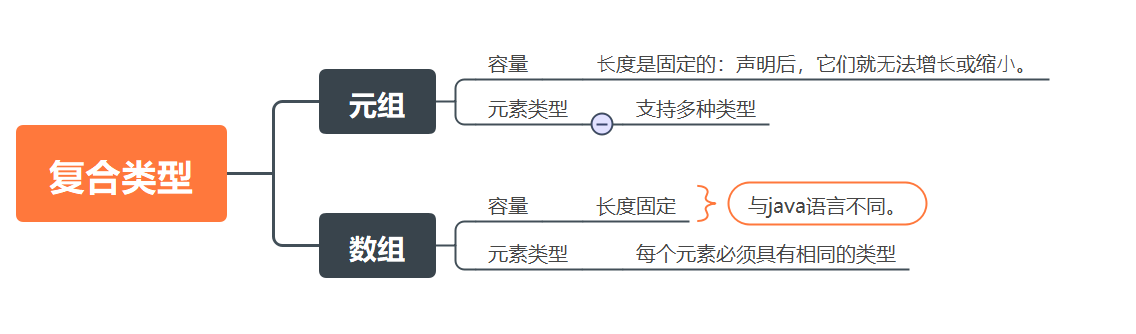 复合类型
元组
容量
长度是固定的：声明后，它们就无法增长或缩小。
元素类型
支持多种类型
数组
容量
长度固定
与java语言不同。
元素类型
每个元素必须具有相同的类型